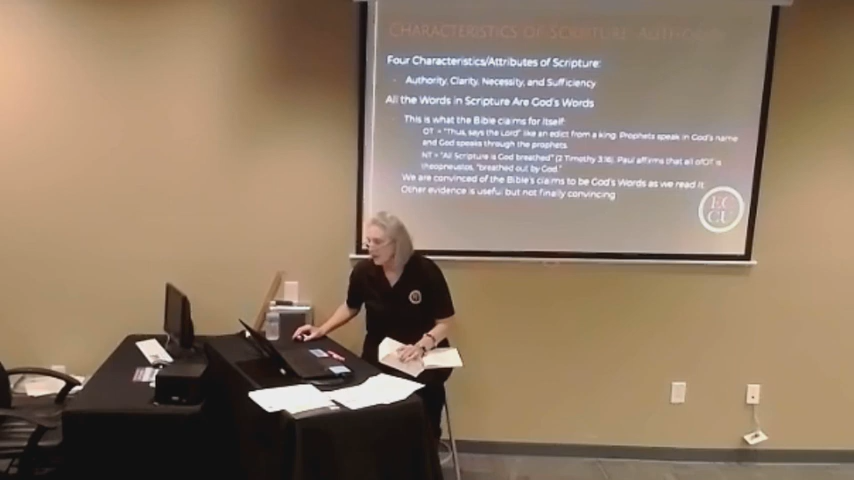 CHARACTERISTICS OF SCRIPTURE: AUTHORITY
Four Characteristics/Attributes of Scripture:
- Authority, Clarity, Necessity, and Sufficiency
All the Words in Scripture Are God's Words
This is what the Bible claims for itself:
OT = "Thus, says the Lord" like an edict from a king. Prophets speak in God's name
and God speaks through the prophets.
NT = "All Scripture is God breathed" (2 Timothy 3:16). Paul affirms that all ofOT is
theopneustos, "breathed out by God."
We are convinced of the Bible's claims to be God's Words as we read it.
Other evidence is useful but not finally convincing
EC
CU